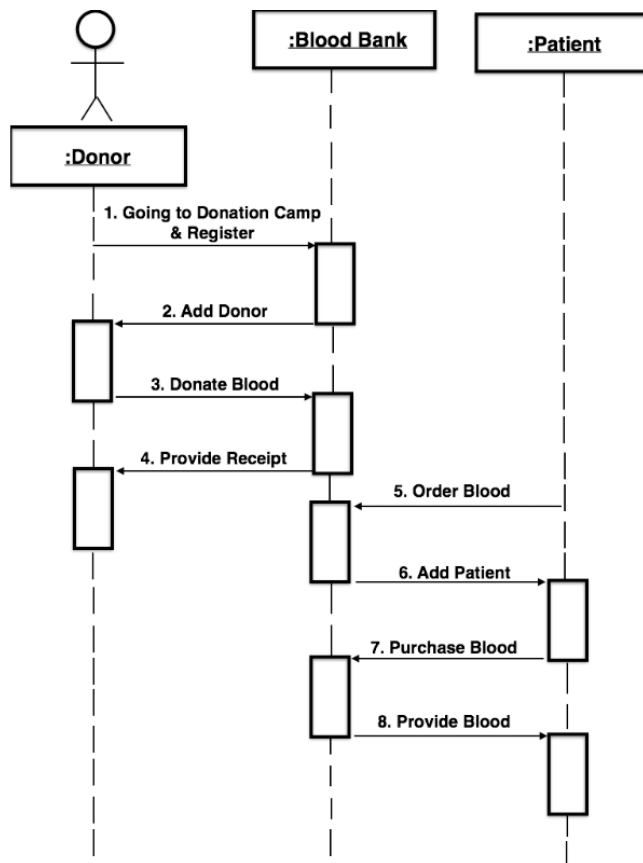 :Blood Bank
:Patient
:Donor
1. Going to Donation Camp
& Register
2. Add Donor
3. Donate Blood
4. Provide Receipt
5. Order Blood
6. Add Patient
7. Purchase Blood
8. Provide Blood